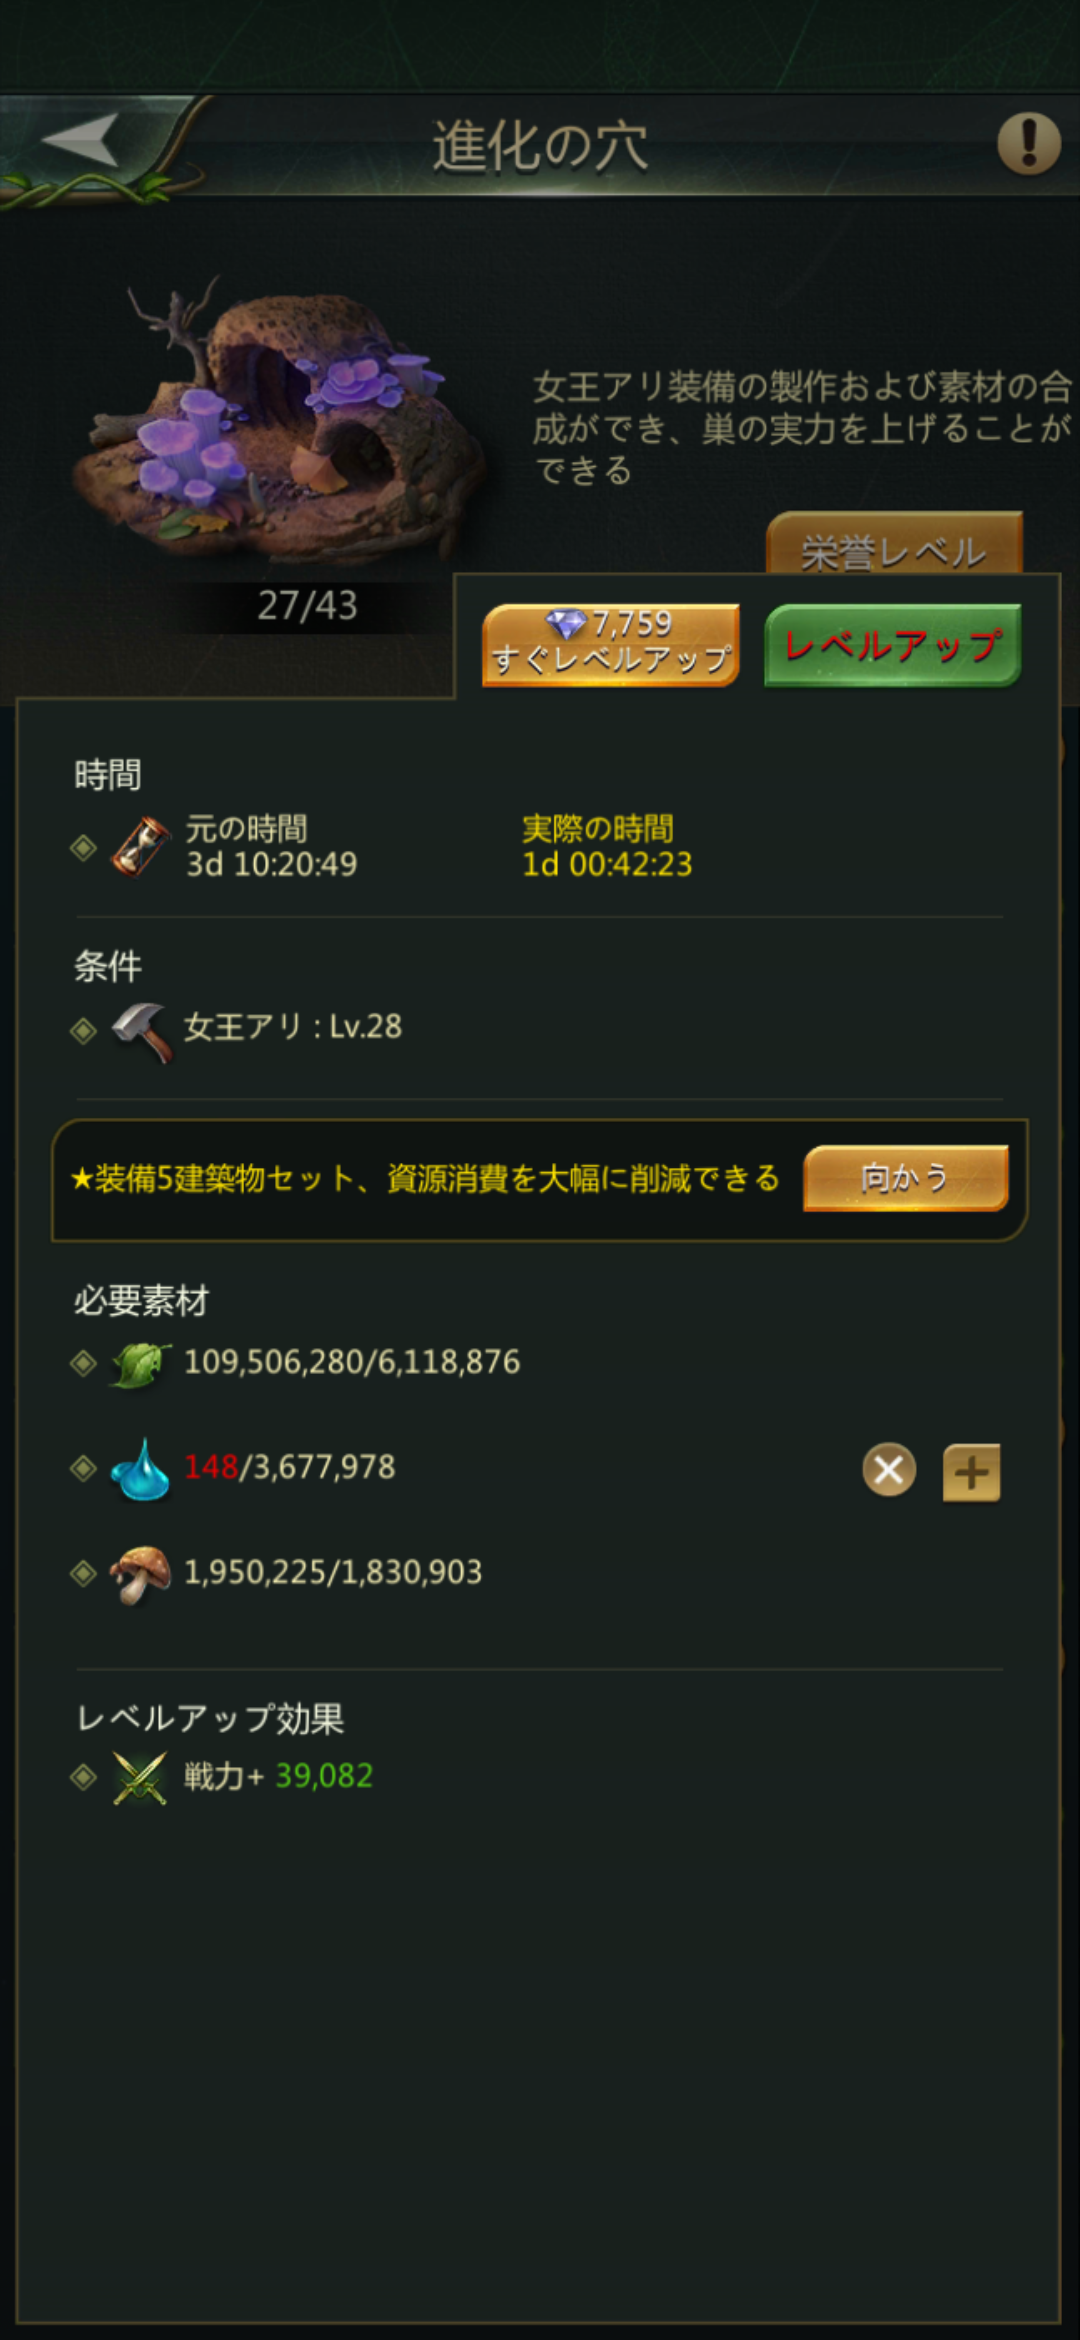 進化の穴
女王アリ装備の製作および素材の合
成ができ、巣の実力を上げることが
できる
栄誉レベル
27/43
7,759
すぐレベルアップ
レベルアップ
時間
元の時間
3d 10:20:49
実際の時間
1d 00:42:23
条件
女王アリ : Lv.28
★装備5建築物セット、資源消費を大幅に削減できる
向かう
必要素材
109,506,280/6,118,876
148/3,677,978
1,950,225/1,830,903
レベルアップ効果
戦力+ 39,082